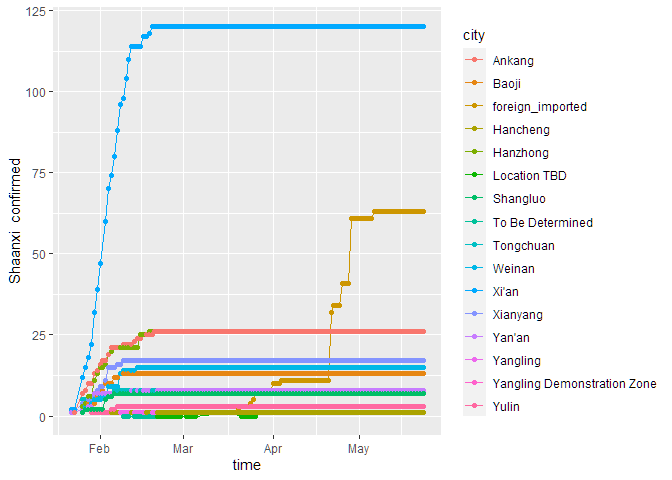 125
100
75
50
25
0
Shaanxi confirmed
Feb
Mar
Apr
May
time
city
Ankang
Baoji
foreign_imported
Hancheng
Hanzhong
Location TBD
Shangluo
To Be Determined
Tongchuan
Weinan
Xi'an
Xianyang
Yan'an
Yangling
Yangling Demonstration Zone
Yulin